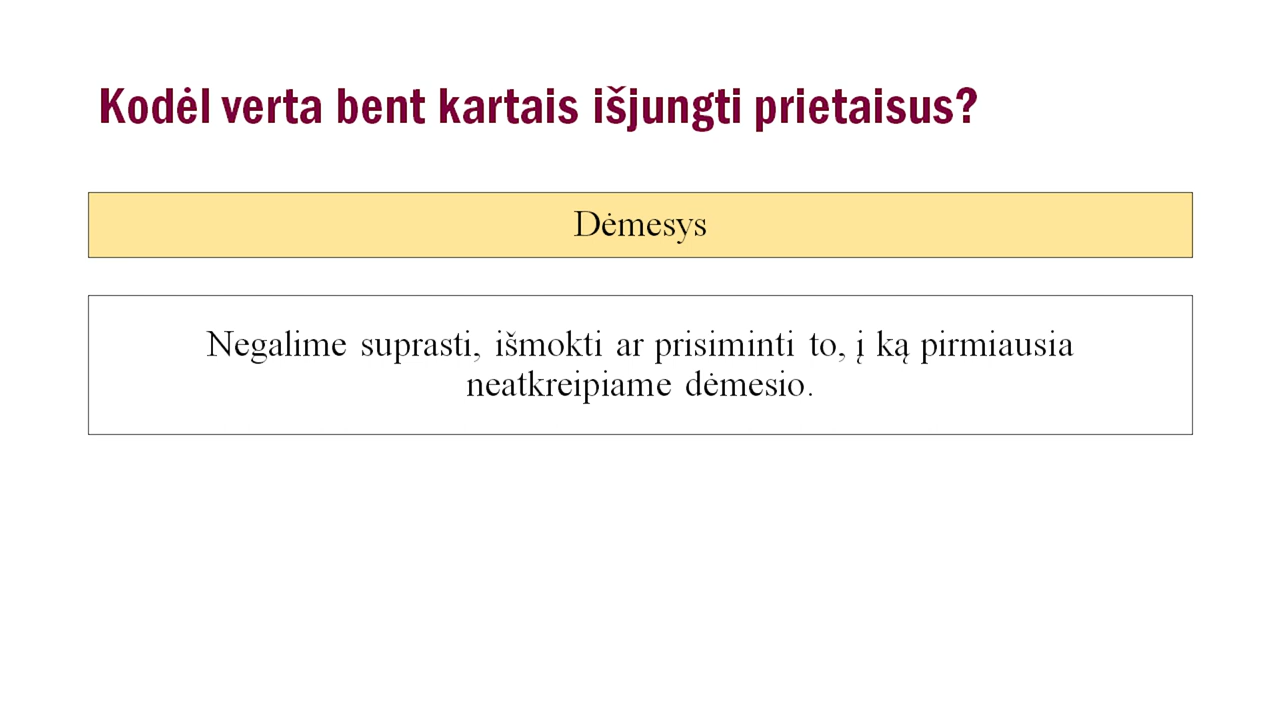 Kodėl verta bent kartais išjungti prietaisus?
Dėmesys
Negalime suprasti, išmokti ar prisiminti to, į ką pirmiausia
neatkreipiame dėmesio.